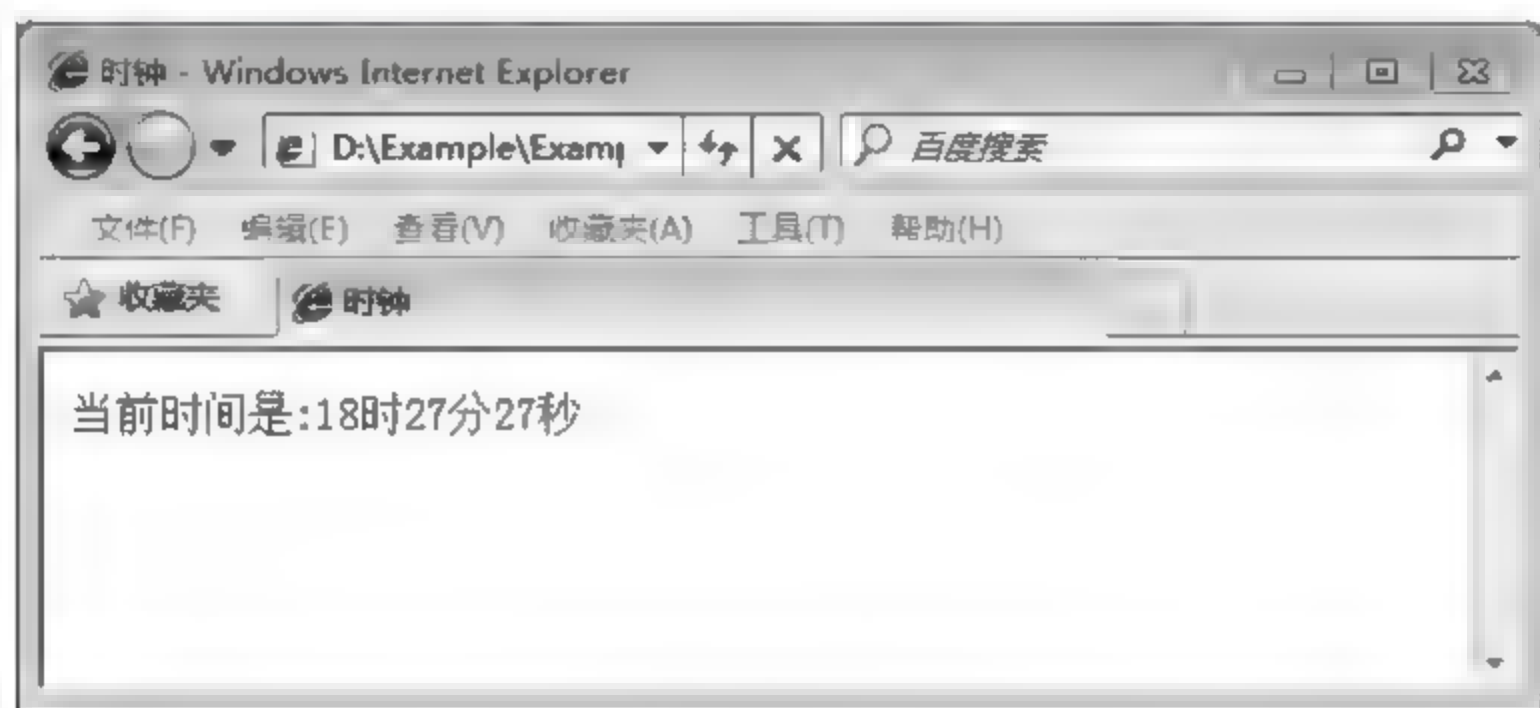 时钟 - Windows Internet Explorer
D:\Example\Examp
百度搜索
文件(F) 编辑(E) 查看(V) 收藏夹(A) 工具(T) 帮助(H)
收藏夹 时钟
当前时间是:18时27分27秒